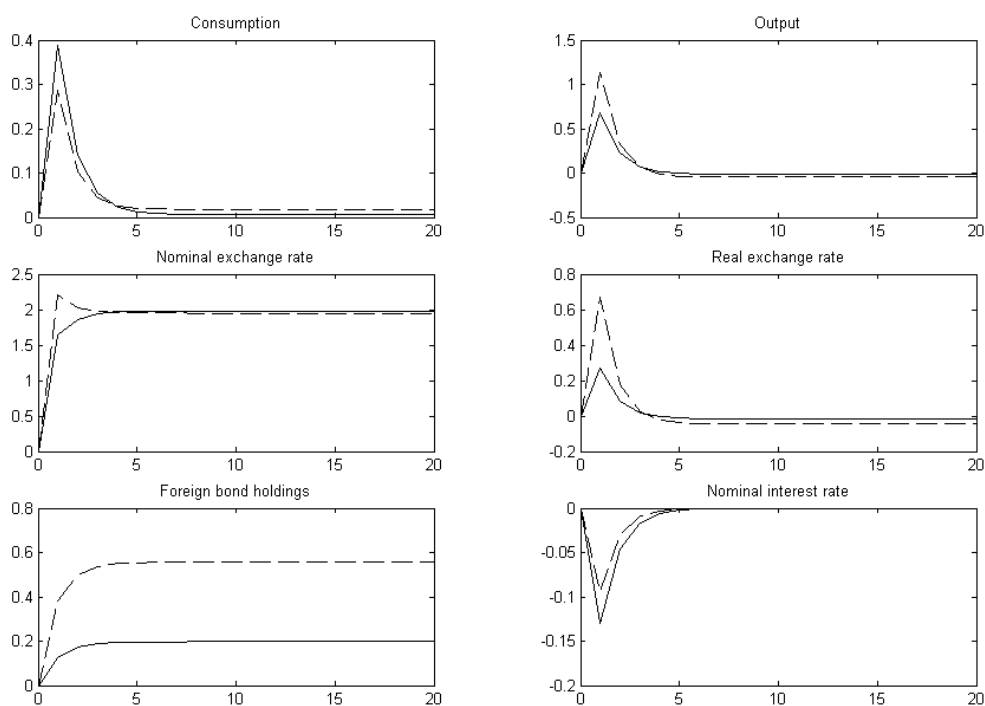 Consumption
0.4
0.3
0.2
0.1
0
0 5 10 15 20
Output
1.5
1
0.5
0
-0.5
0 5 10 15 20
Nominal exchange rate
2.5
2
1.5
1
0.5
0
0 5 10 15 20
Real exchange rate
0.8
0.6
0.4
0.2
0
-0.2
0 5 10 15 20
Foreign bond holdings
0.8
0.6
0.4
0.2
0
0 5 10 15 20
Nominal interest rate
0
-0.05
-0.1
-0.15
-0.2
0 5 10 15 20